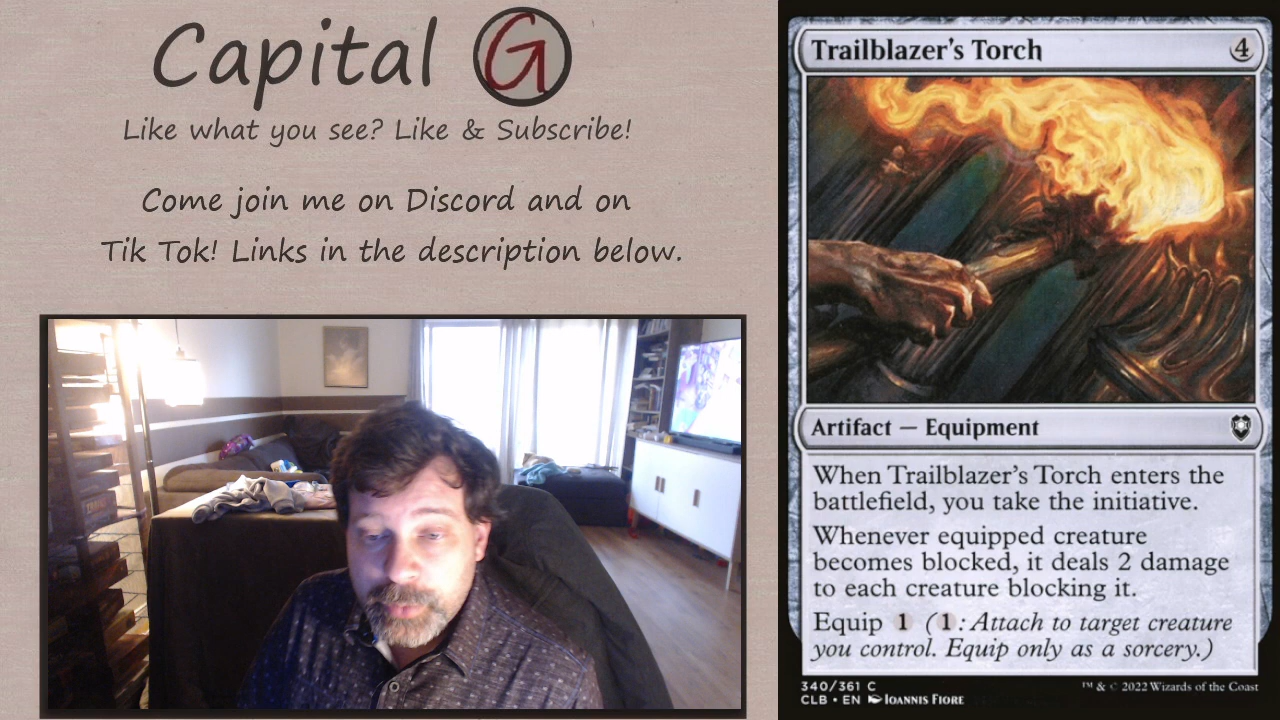 Capital G
Like what you see? Like & Subscribe!
Come join me on Discord and on
Tik Tok! Links in the description below.
Trailblazer's Torch 4
Artifact — Equipment
When Trailblazer's Torch enters the
battlefield, you take the initiative.
Whenever equipped creature
becomes blocked, it deals 2 damage
to each creature blocking it.
Equip 1 (1: Attach to target creature
you control. Equip only as a sorcery.)
340/361 C
™ & © 2022 Wizards of the Coast
CLB • EN Ioannis Fiore